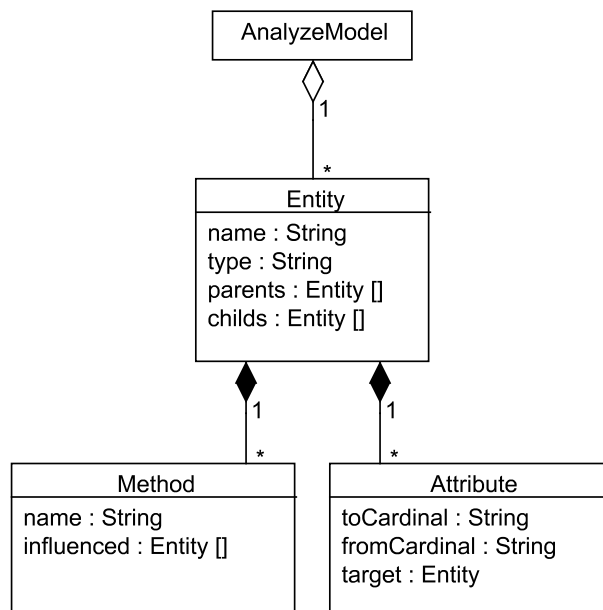 AnalyzeModel
1
*
Entity
name : String
type : String
parents : Entity []
childs : Entity []
1
1
*
*
Method
name : String
influenced : Entity []
Attribute
toCardinal : String
fromCardinal : String
target : Entity